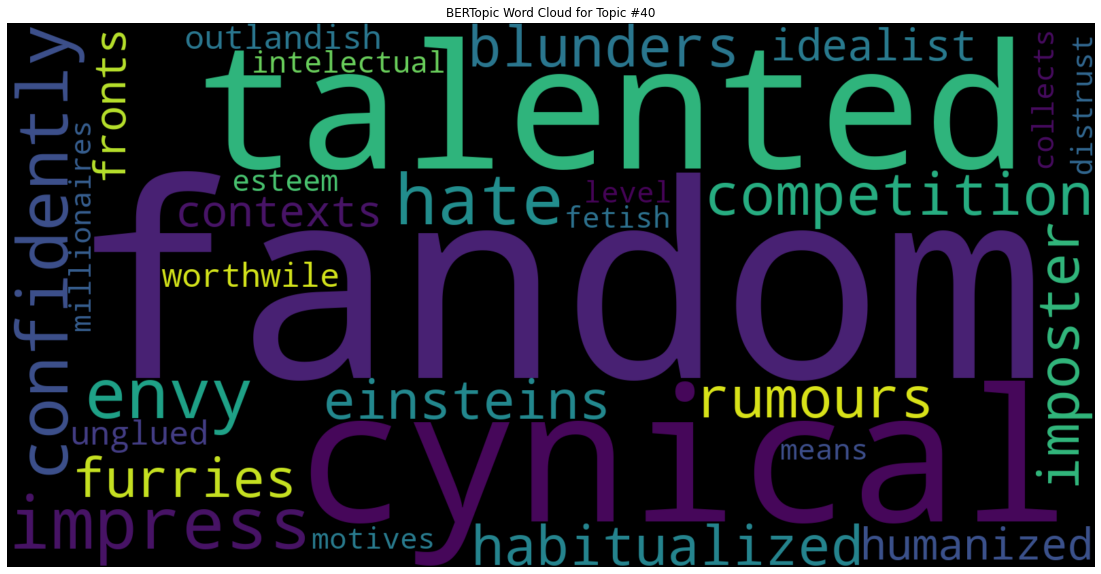 BERTopic Word Cloud for Topic #40
outlandish
blunders
idealist
intelectual
talented
confidently
fronts
collects
distrust
millionaires
esteem
contexts
hate
level
fetish
competition
fandom
worthwile
imposter
envy
einsteins
rumours
unglued
cynical
means
furries
impress
motives
habitualized
humanized